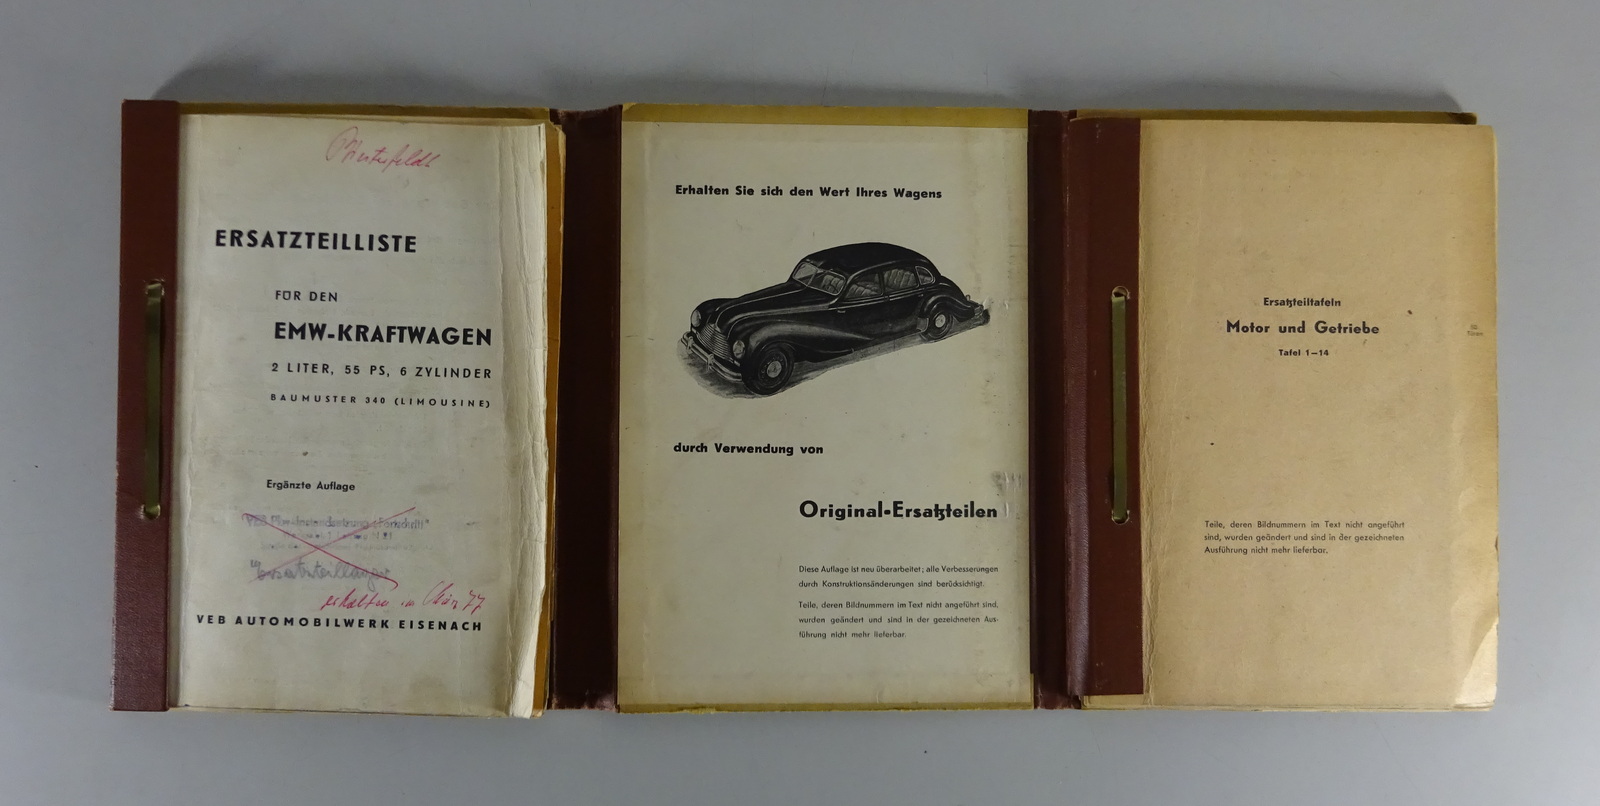 ERSATZTEILLISTE
FÜR DEN
EMW-KRAFTWAGEN
2 LITER, 55 PS, 6 ZYLINDER
BAUMUSTER 340 (LIMOUSINE)
Ergänzte Auflage
VEB
Ersatzteillager
erhalten
VEB AUTOMOBILWERK EISENACH
Erhalten Sie sich den Wert Ihres Wagens
durch Verwendung von
Original-Ersatzteilen
Diese Auflage ist neu überarbeitet; alle Verbesserungen
durch Konstruktionsänderungen sind berücksichtigt.
Teile, deren Bildnummern im Text nicht angeführt sind,
wurden geändert und sind in der gezeichneten Aus-
führung nicht mehr lieferbar.
Ersatzteiltafeln
Motor und Getriebe
Tafel 1—14
Teile, deren Bildnummern im Text nicht angeführt
sind, wurden geändert und sind in der gezeichneten
Ausführung nicht mehr lieferbar.